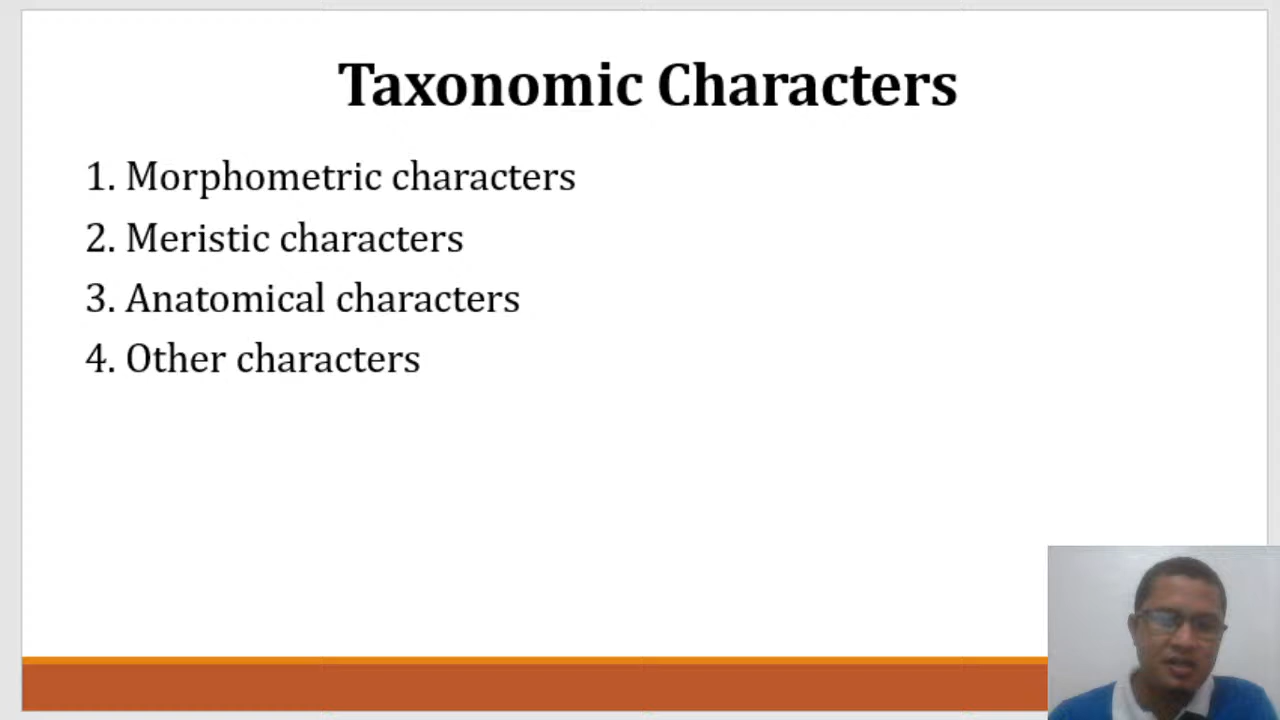 Taxonomic Characters
1. Morphometric characters
2. Meristic characters
3. Anatomical characters
4. Other characters